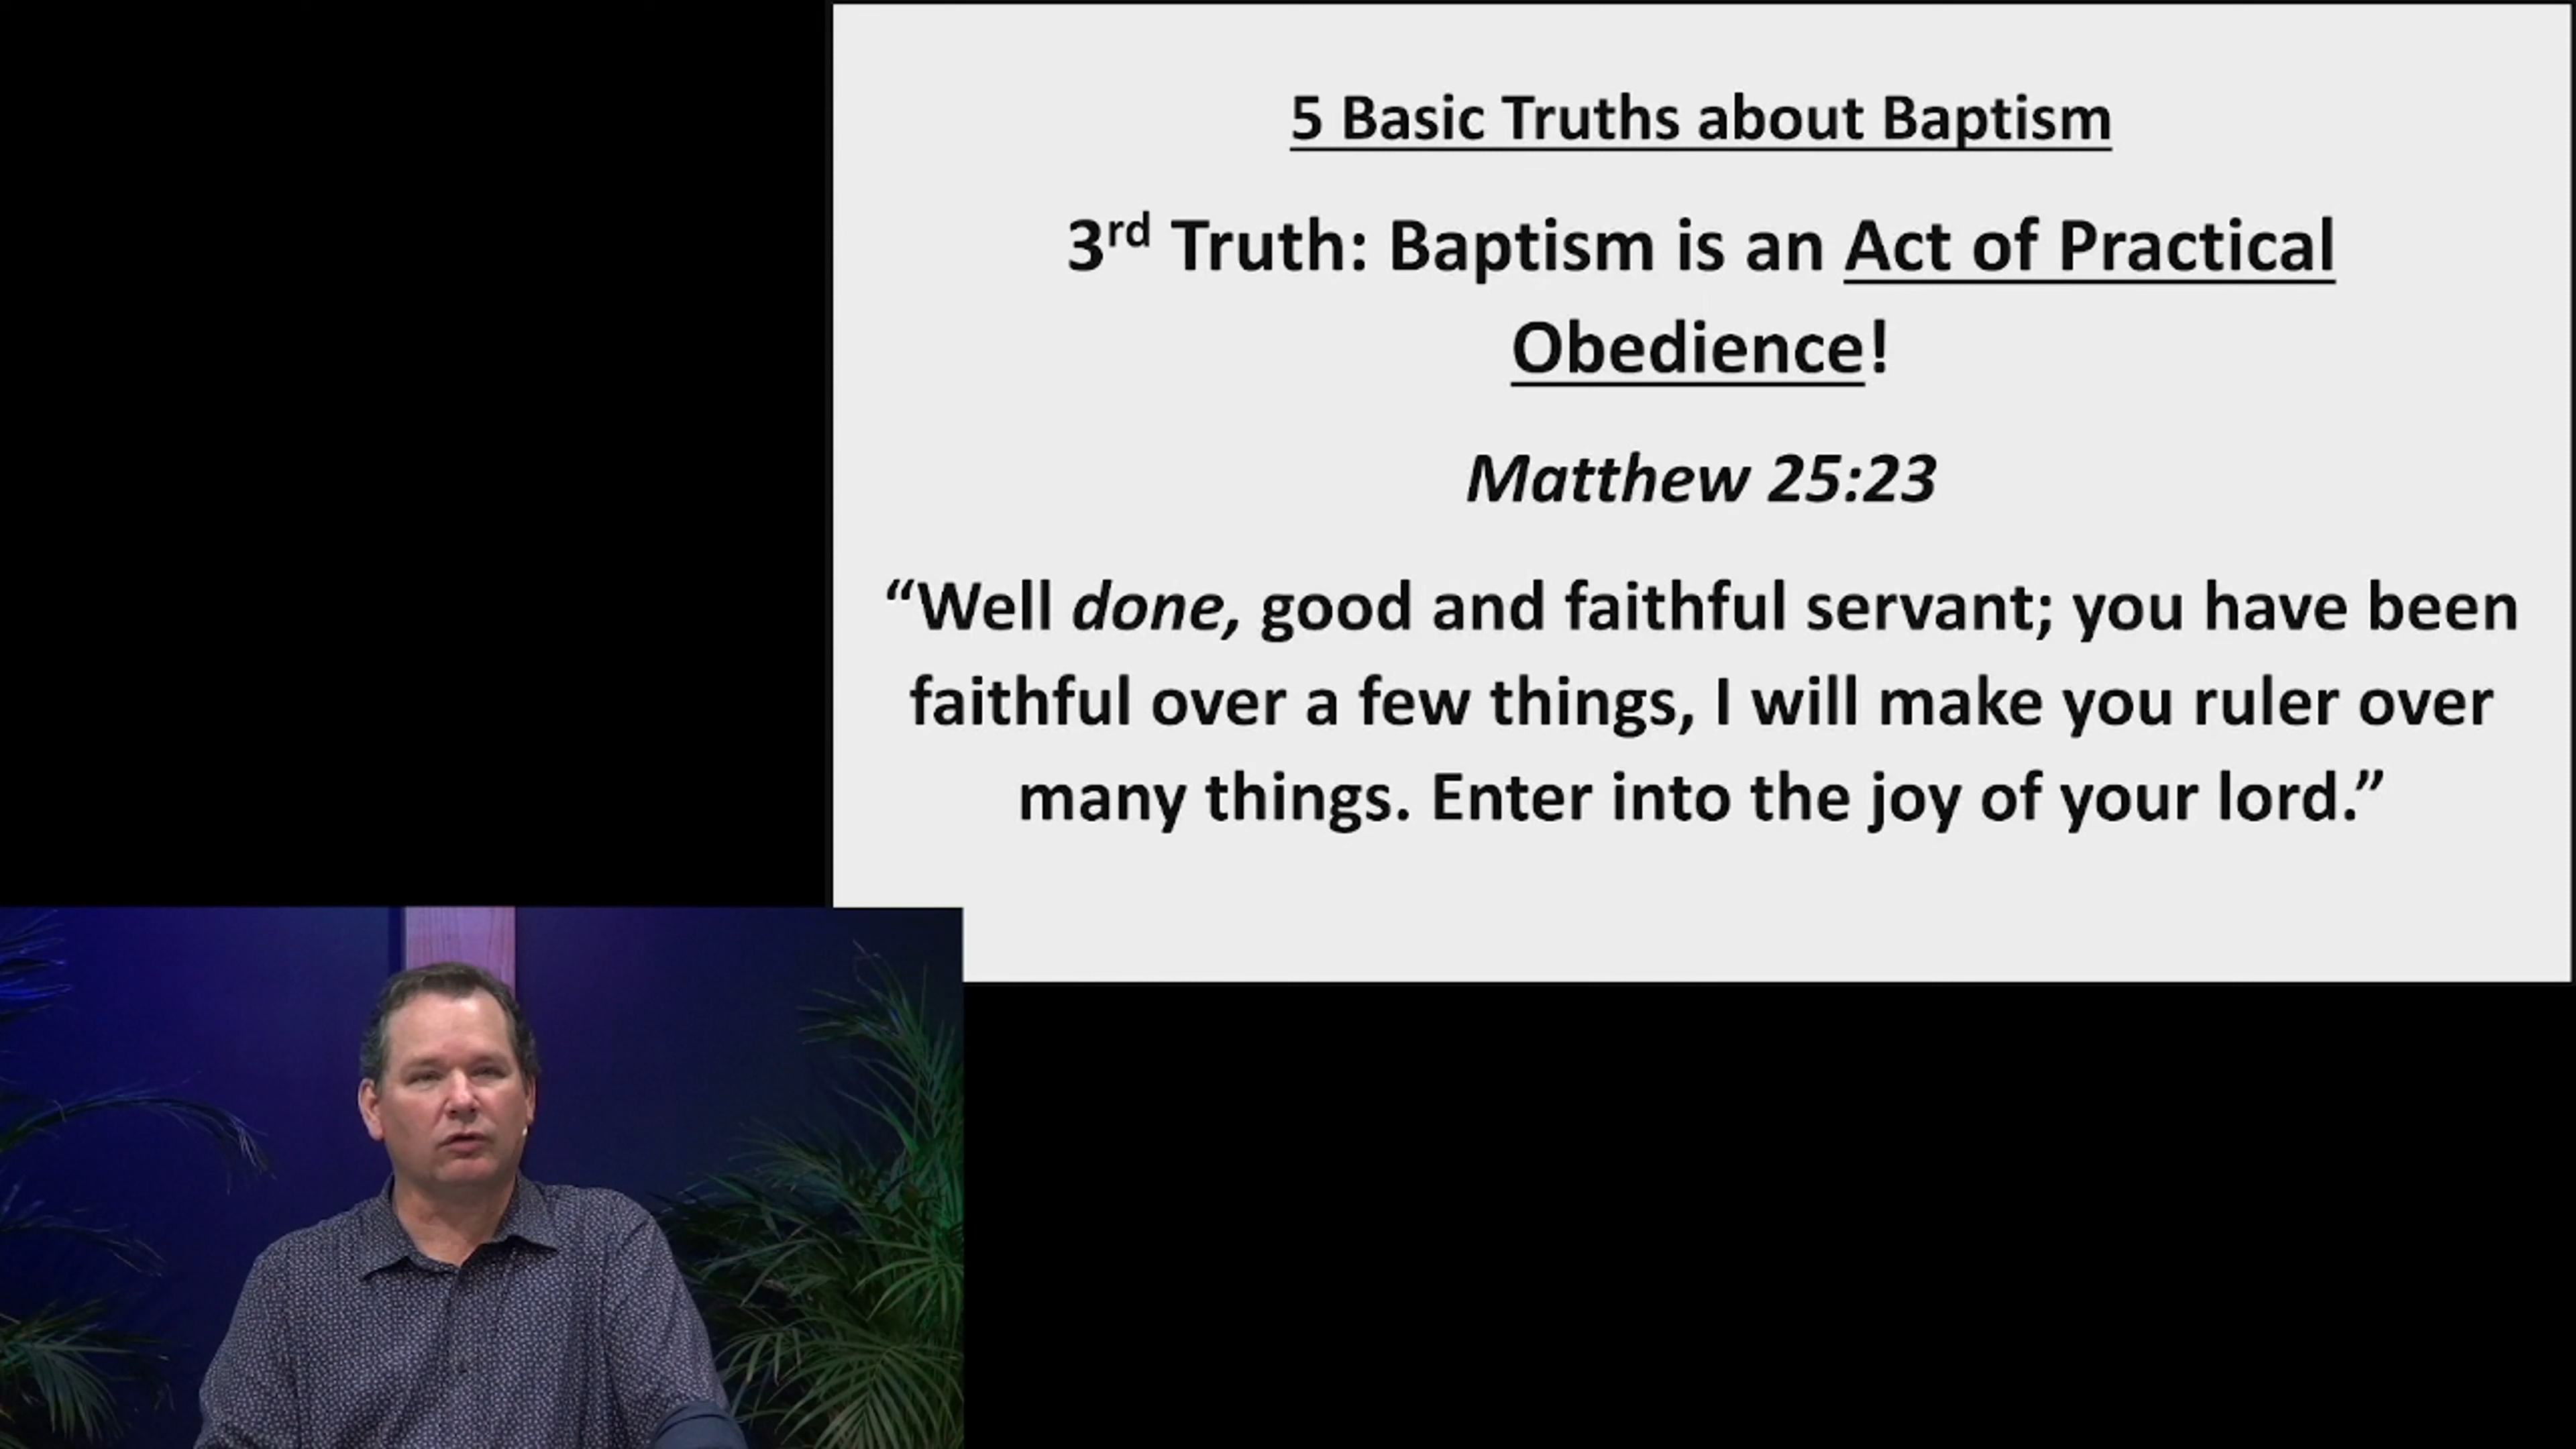 5 Basic Truths about Baptism
3rd Truth: Baptism is an Act of Practical
Obedience!
Matthew 25:23
“Well done, good and faithful servant; you have been
faithful over a few things, I will make you ruler over
many things. Enter into the joy of your lord.”